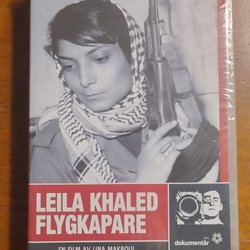 LEILA KHALED
FLYGKAPARE
EN FILM AV LINA MAKBOUL
dokumentär